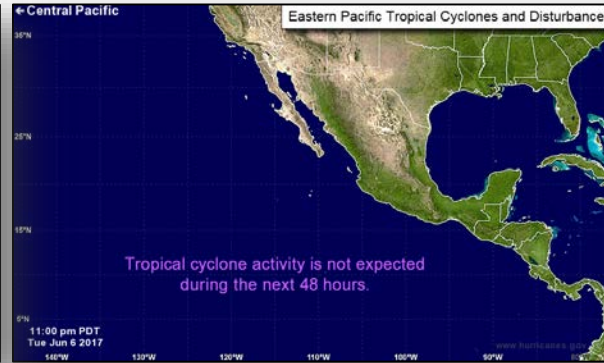 ←Central Pacific
Eastern Pacific Tropical Cyclones and Disturbance
35°N
25°N
15°N
Tropical cyclone activity is not expected
during the next 48 hours.
5°N
11:00 pm PDT
Tue Jun 6 2017
www.hurricanes.gov
140°W 130°W 120°W 110°W 100°W 90°W